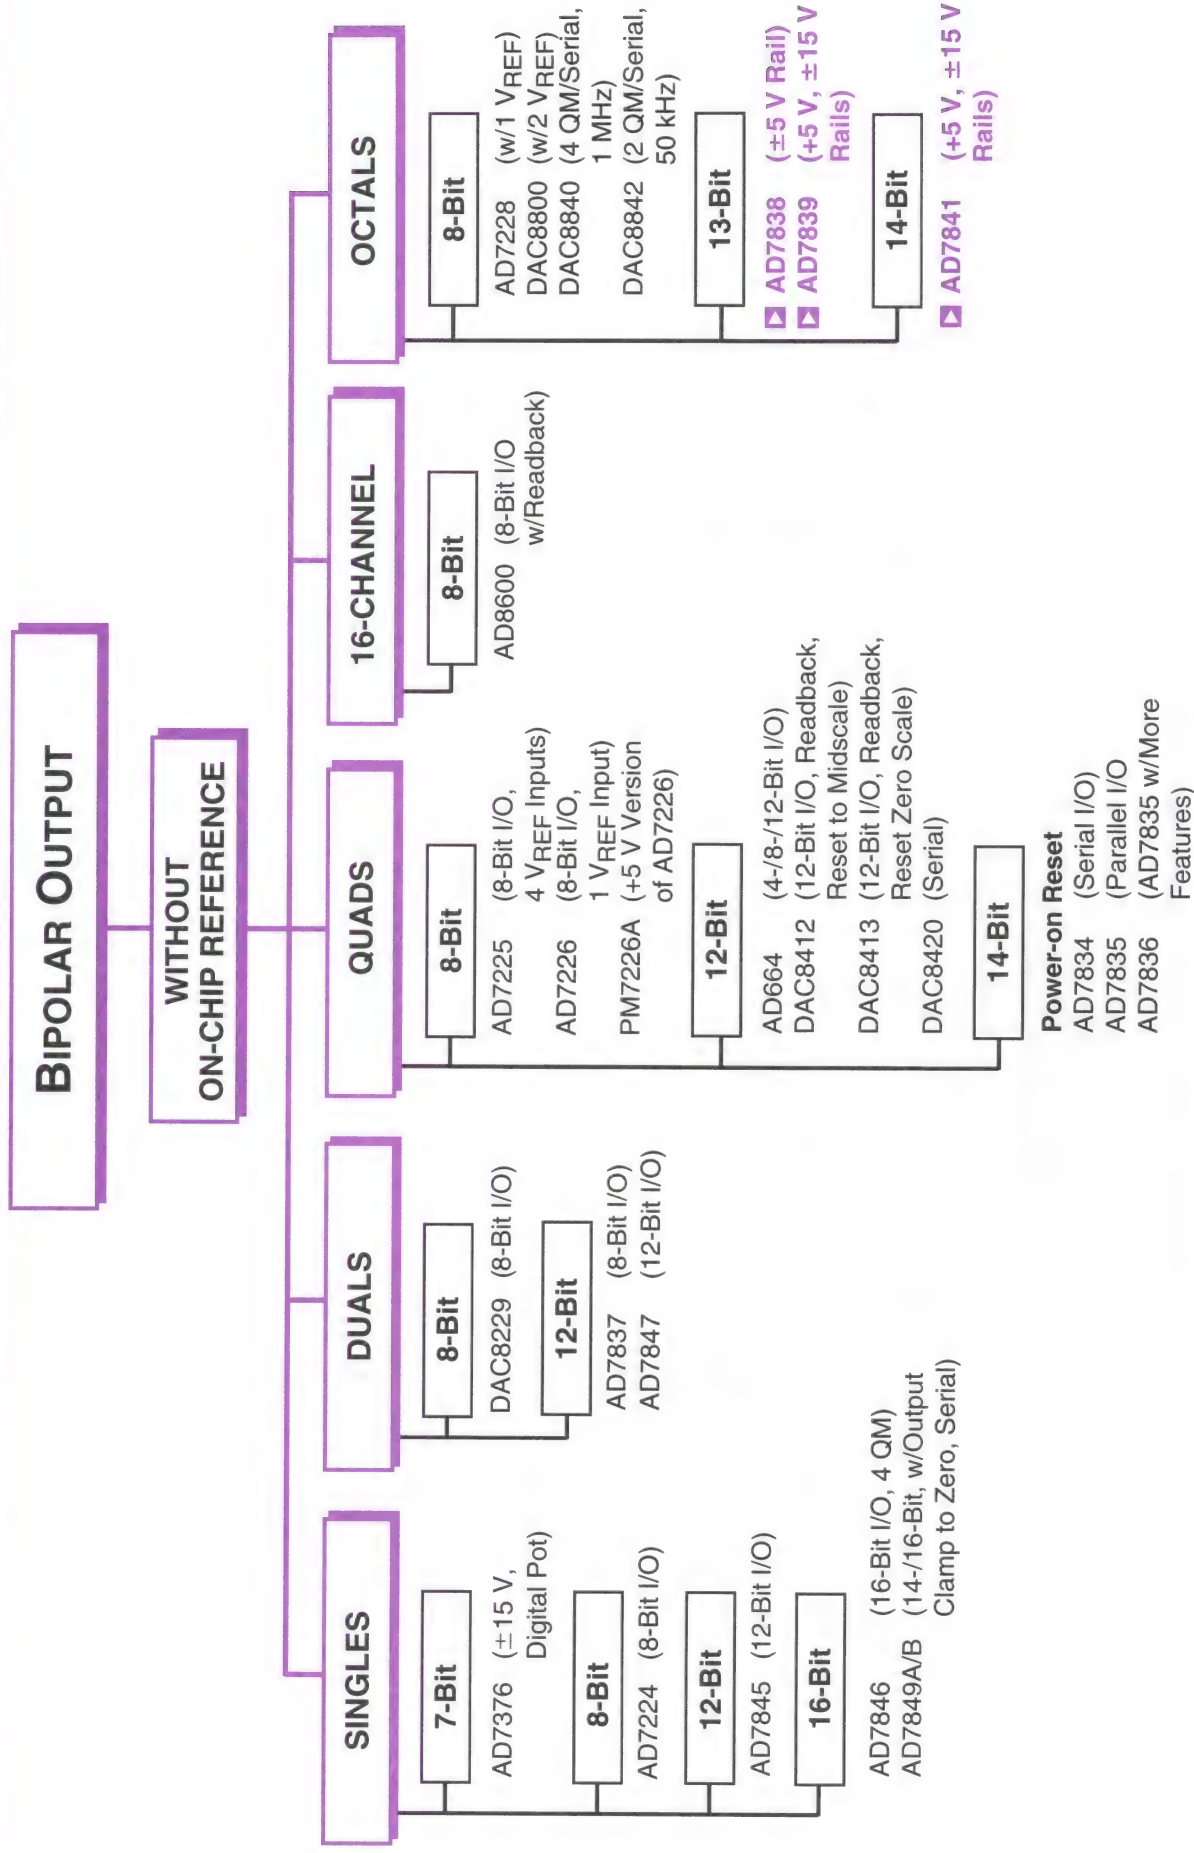 BIPOLAR OUTPUT
WITHOUT
ON-CHIP REFERENCE
SINGLES
7-Bit
AD7376 (±15 V,
Digital Pot)
8-Bit
AD7224 (8-Bit I/O)
12-Bit
AD7845 (12-Bit I/O)
16-Bit
AD7846 (16-Bit I/O, 4 QM)
AD7849A/B (14-/16-Bit, w/Output
Clamp to Zero, Serial)
DUALS
8-Bit
DAC8229 (8-Bit I/O)
12-Bit
AD7837 (8-Bit I/O)
AD7847 (12-Bit I/O)
QUADS
8-Bit
AD7225 (8-Bit I/O,
4 VREF Inputs)
AD7226 (8-Bit I/O,
1 VREF Input)
PM7226A (+5 V Version
of AD7226)
12-Bit
AD664 (4-/8-/12-Bit I/O)
DAC8412 (12-Bit I/O, Readback,
Reset to Midscale)
DAC8413 (12-Bit I/O, Readback,
Reset Zero Scale)
DAC8420 (Serial)
14-Bit
Power-on Reset
AD7834 (Serial I/O)
AD7835 (Parallel I/O
AD7836 (AD7835 w/More
Features)
16-CHANNEL
8-Bit
AD8600 (8-Bit I/O
w/Readback)
OCTALS
8-Bit
AD7228 (w/1 VREF)
DAC8800 (w/2 VREF)
DAC8840 (4 QM/Serial,
1 MHz)
DAC8842 (2 QM/Serial,
50 kHz)
13-Bit
AD7838 (±5 V Rail)
AD7839 (+5 V, ±15 V
Rails)
14-Bit
AD7841 (+5 V, ±15 V
Rails)